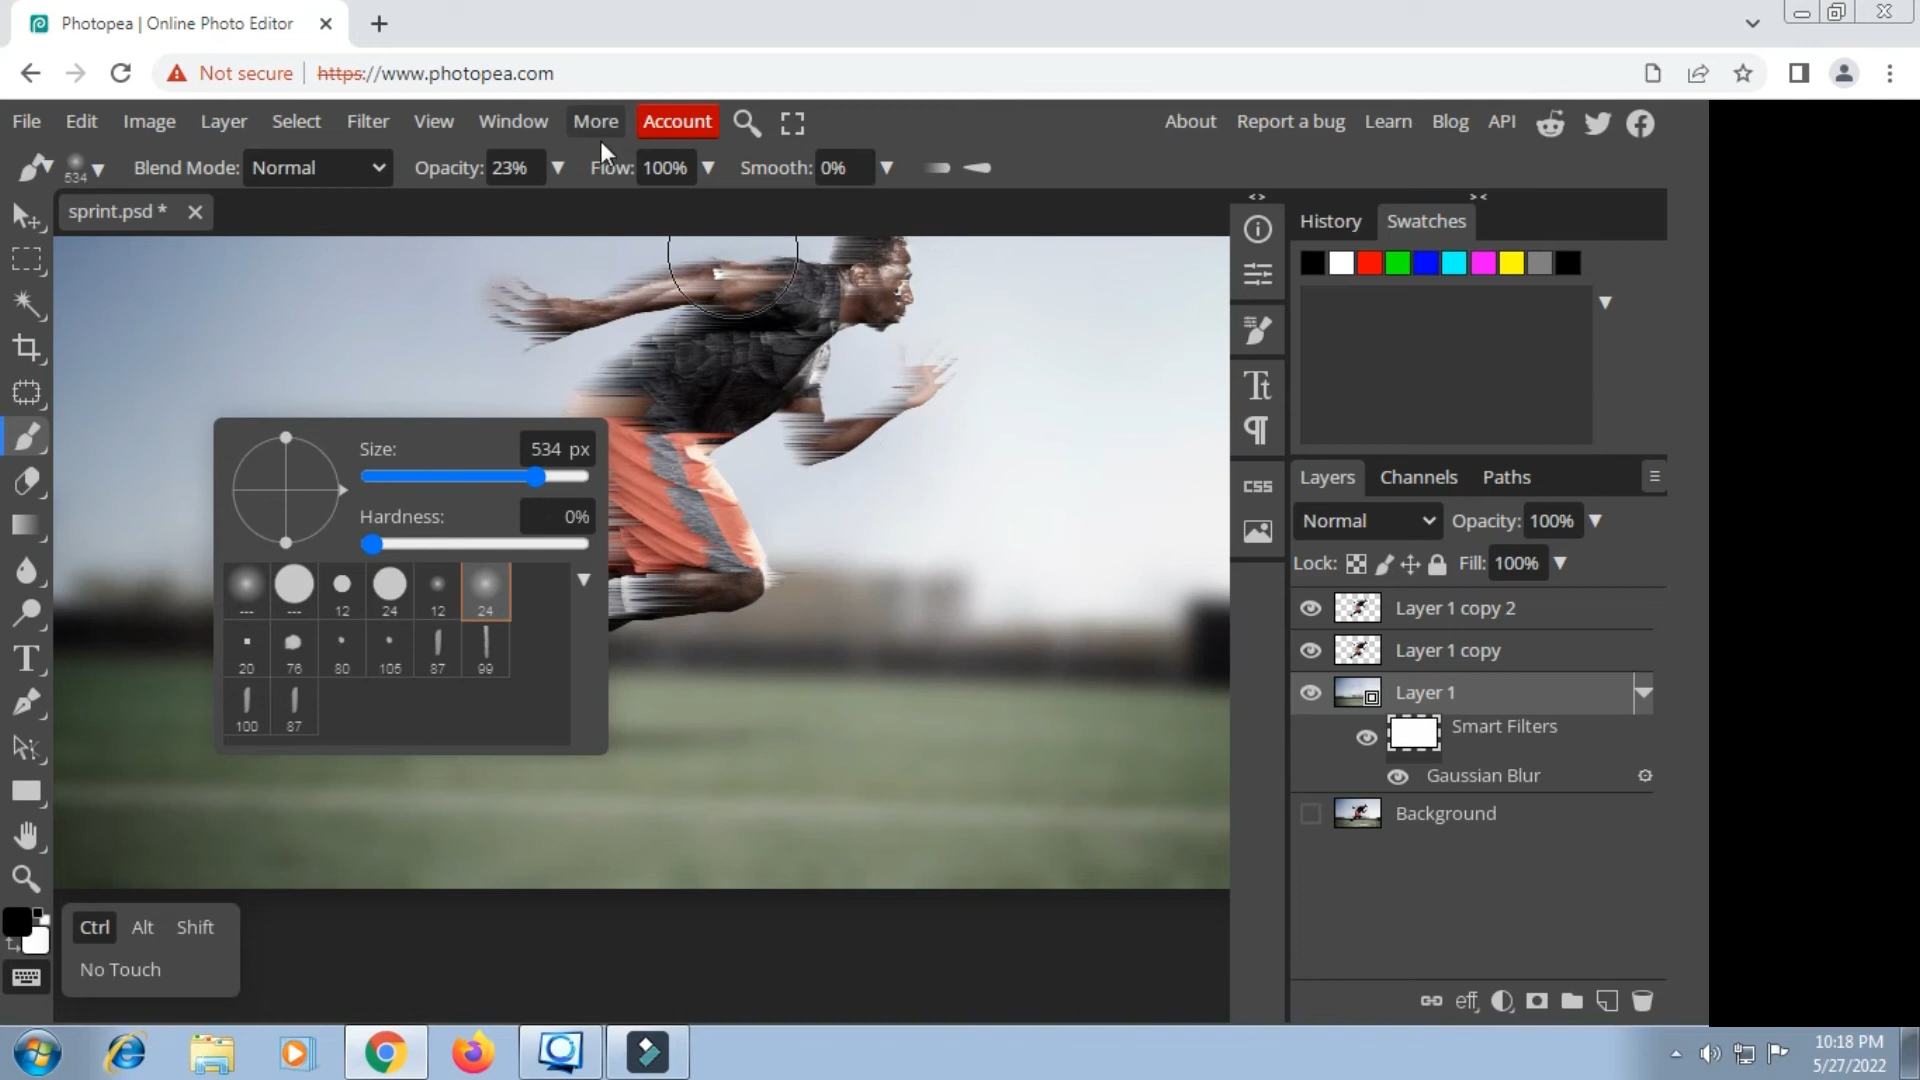 Photopea | Online Photo Editor
Not secure https://www.photopea.com
File Edit Image Layer Select Filter View Window More Account About Report a bug Learn Blog API
534 Blend Mode: Normal Opacity: 23% Flow: 100% Smooth: 0%
sprint.psd *
History Swatches
Size: 534 px
Hardness: 0%
--- --- 12 24 12 24
20 76 80 105 87 99
100 87
CSS
Layers Channels Paths
Normal Opacity: 100%
Lock: Fill: 100%
Layer 1 copy 2
Layer 1 copy
Layer 1
Smart Filters
Gaussian Blur
Background
eff
Ctrl Alt Shift
No Touch
10:18 PM
5/27/2022